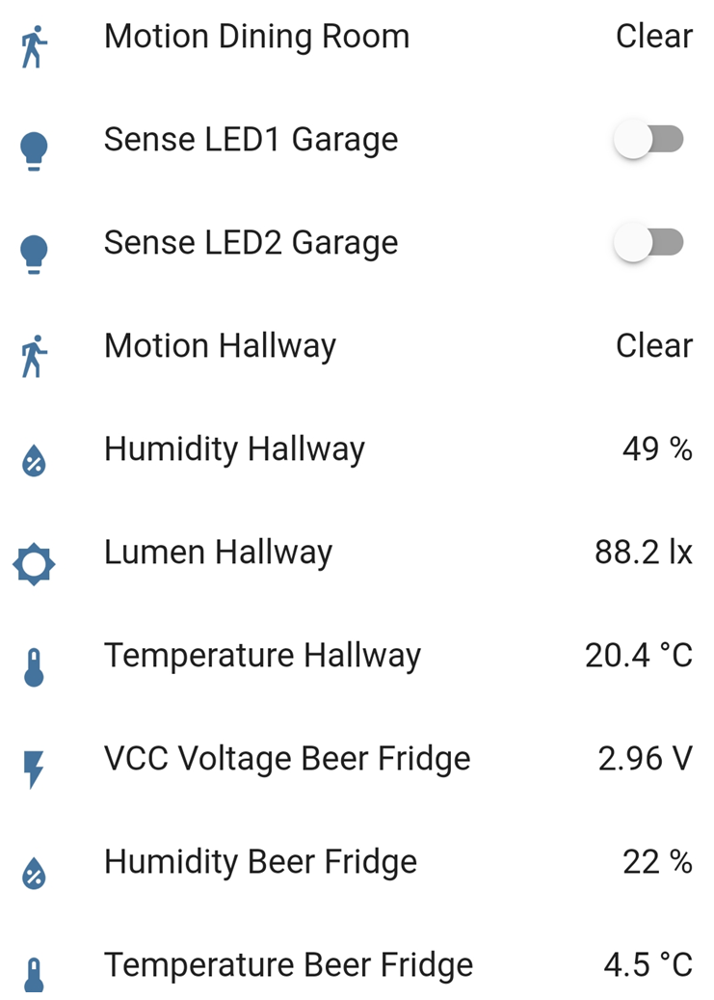 Motion Dining Room Clear
Sense LED1 Garage
Sense LED2 Garage
Motion Hallway Clear
Humidity Hallway 49 %
Lumen Hallway 88.2 lx
Temperature Hallway 20.4 °C
VCC Voltage Beer Fridge 2.96 V
Humidity Beer Fridge 22 %
Temperature Beer Fridge 4.5 °C